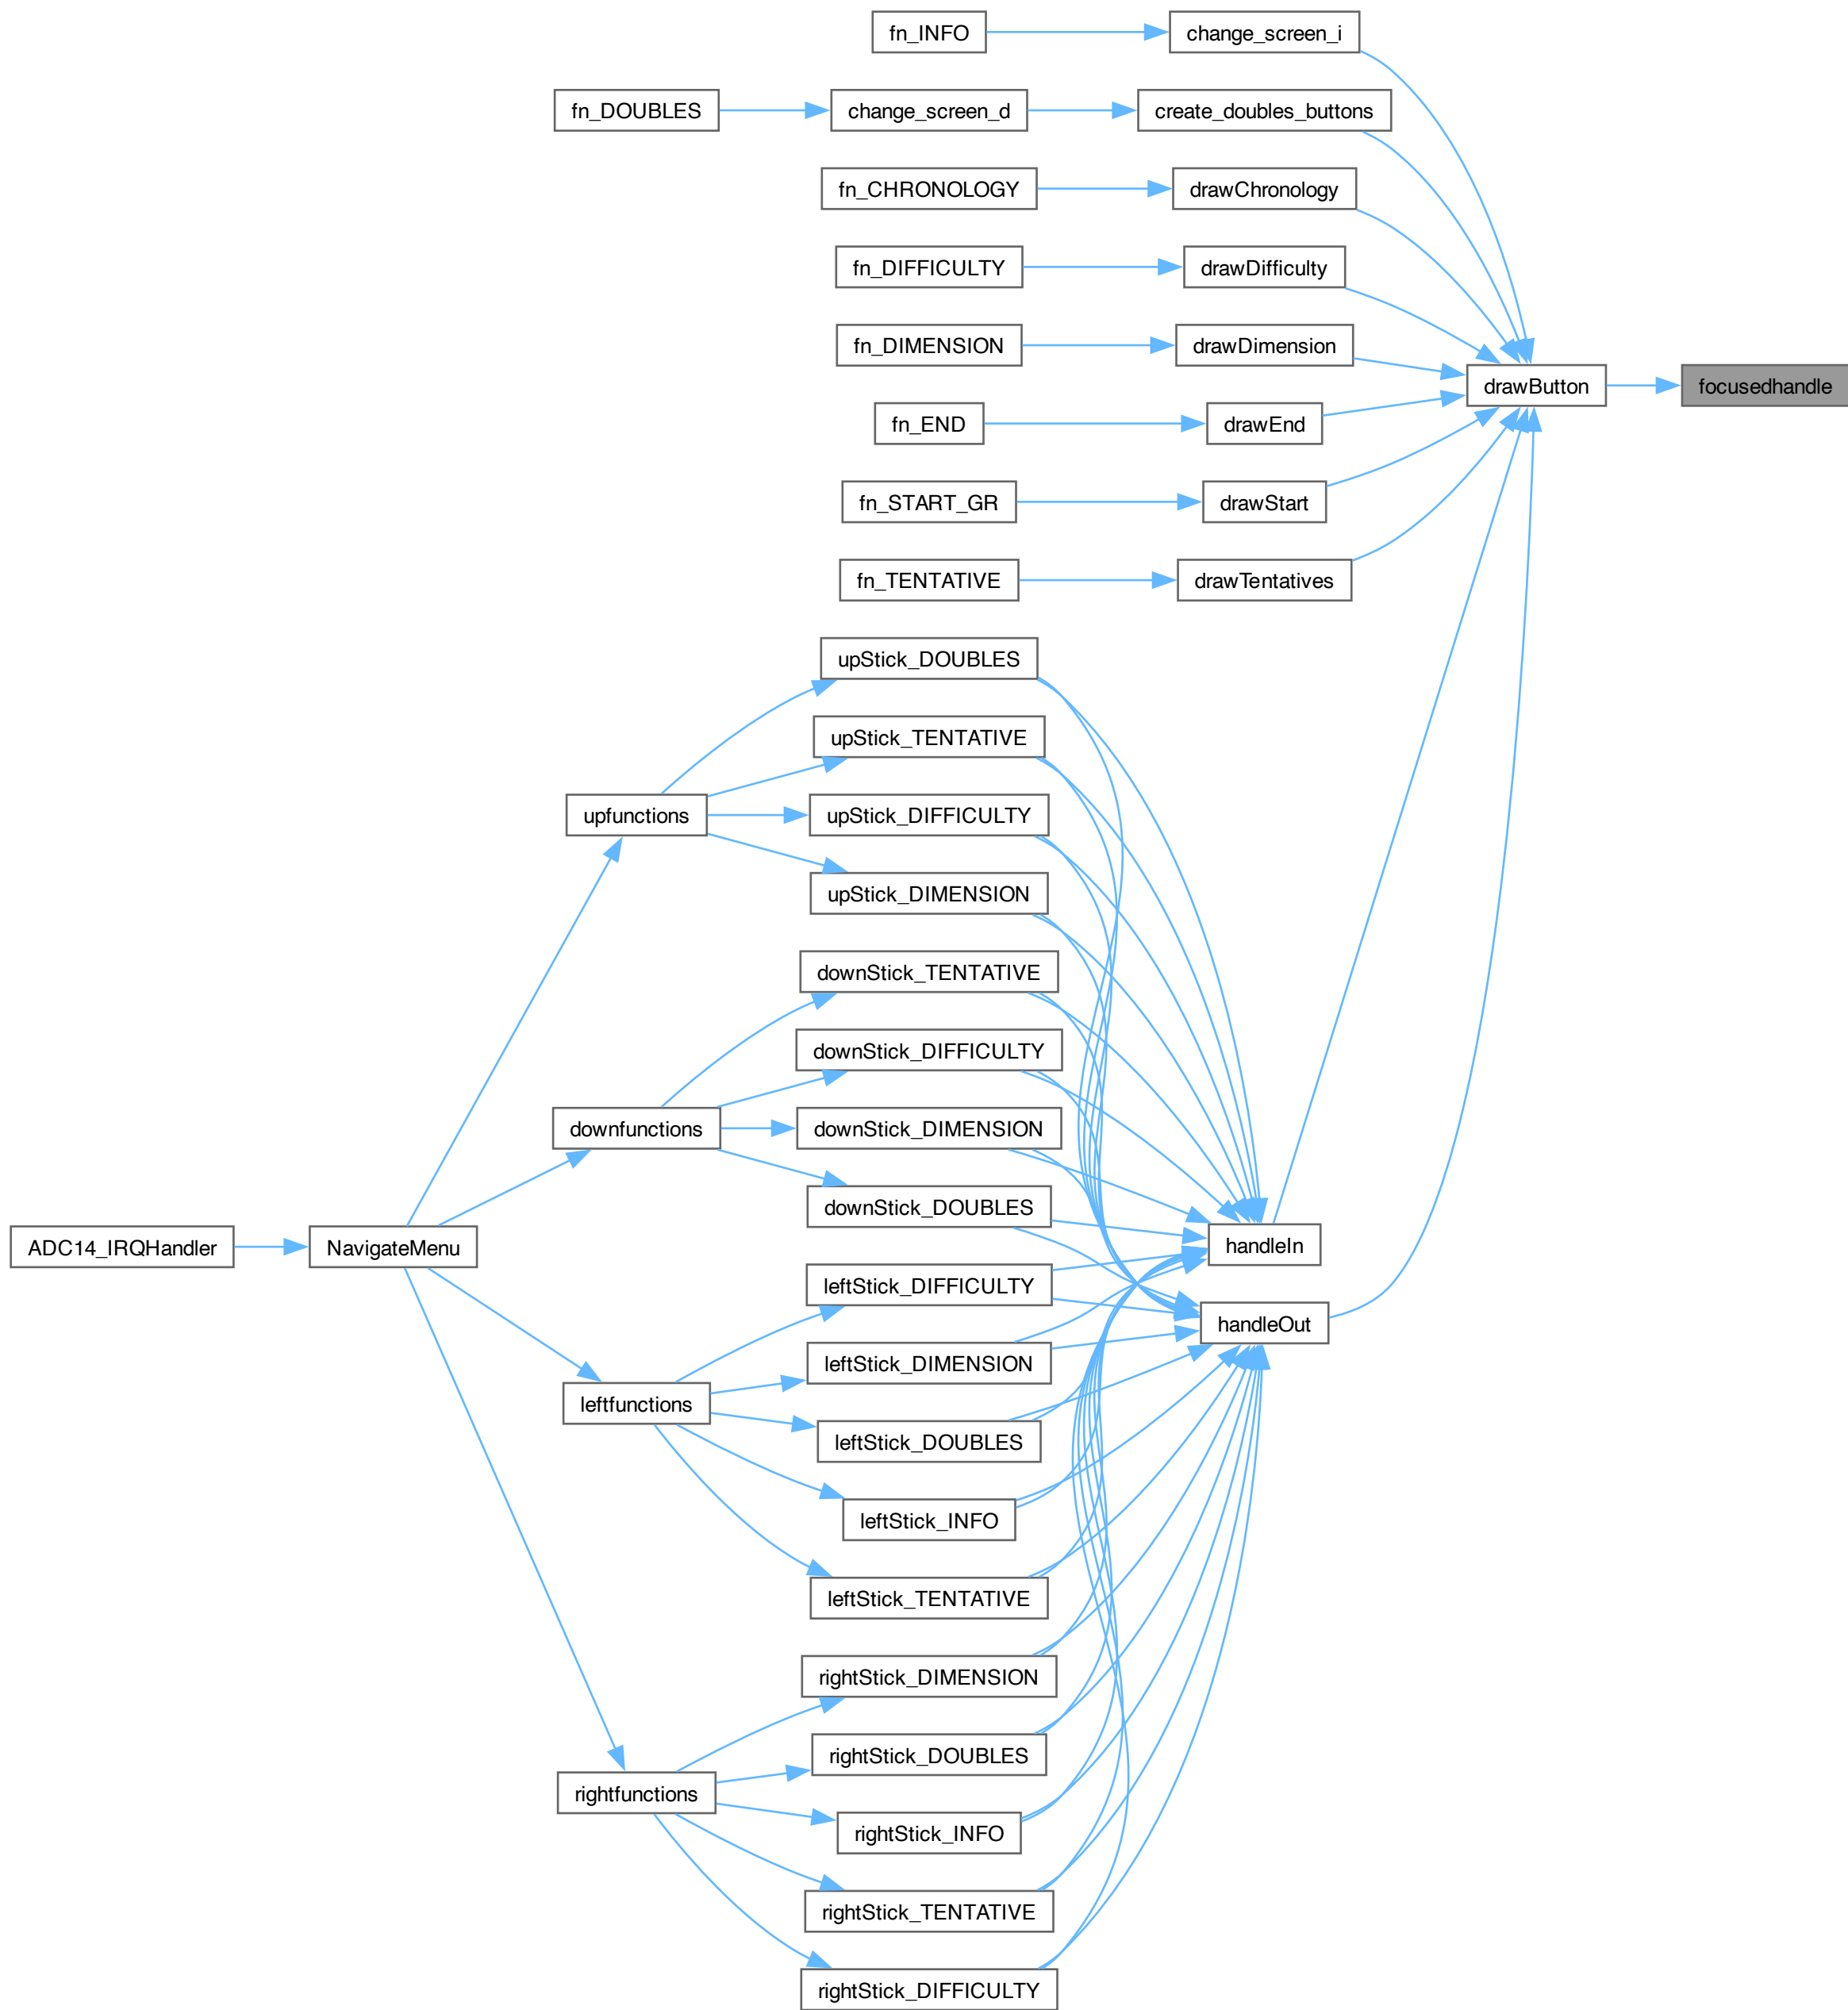 fn_INFO
change_screen_i
fn_DOUBLES
change_screen_d
create_doubles_buttons
fn_CHRONOLOGY
drawChronology
fn_DIFFICULTY
drawDifficulty
fn_DIMENSION
drawDimension
drawButton
focusedhandle
fn_END
drawEnd
fn_START_GR
drawStart
fn_TENTATIVE
drawTentatives
upStick_DOUBLES
upStick_TENTATIVE
upfunctions
upStick_DIFFICULTY
upStick_DIMENSION
downStick_TENTATIVE
downStick_DIFFICULTY
downfunctions
downStick_DIMENSION
downStick_DOUBLES
ADC14_IRQHandler
NavigateMenu
handleIn
leftStick_DIFFICULTY
handleOut
leftStick_DIMENSION
leftfunctions
leftStick_DOUBLES
leftStick_INFO
leftStick_TENTATIVE
rightStick_DIMENSION
rightStick_DOUBLES
rightfunctions
rightStick_INFO
rightStick_TENTATIVE
rightStick_DIFFICULTY